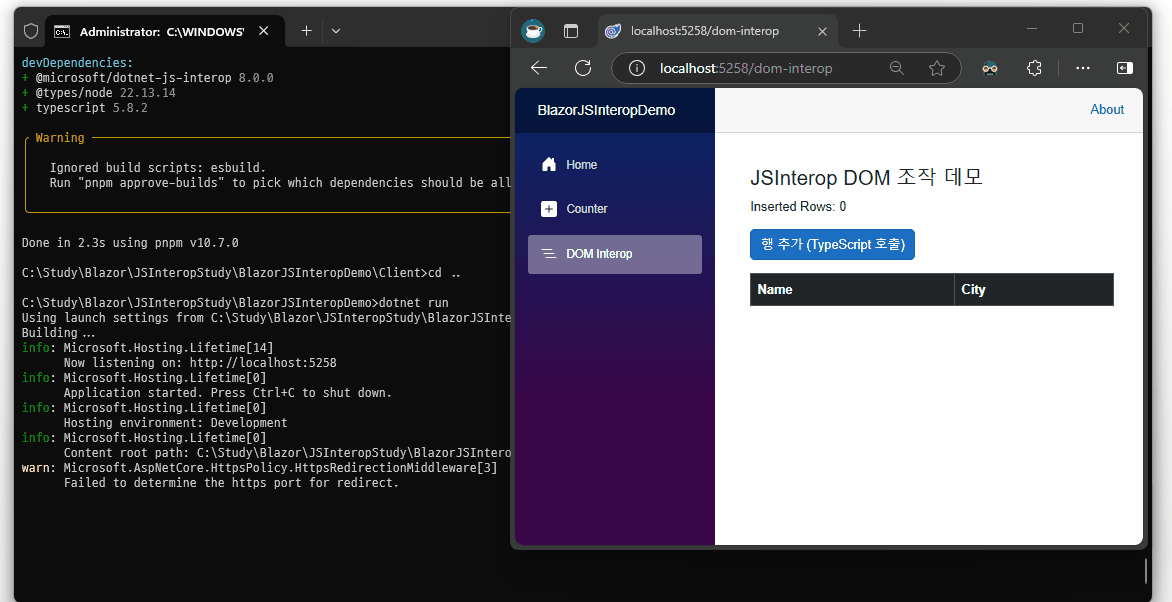 Administrator: C:\WINDOWS'
devDependencies:
+ @microsoft/dotnet-js-interop 8.0.0
+ @types/node 22.13.14
+ typescript 5.8.2
Warning
Ignored build scripts: esbuild.
Run "pnpm approve-builds" to pick which dependencies should be all
Done in 2.3s using pnpm v10.7.0
C:\Study\Blazor\JSInteropStudy\BlazorJSInteropDemo\Client>cd ..
C:\Study\Blazor\JSInteropStudy\BlazorJSInteropDemo>dotnet run
Using launch settings from C:\Study\Blazor\JSInteropStudy\BlazorJSInte
Building...
info: Microsoft.Hosting.Lifetime[14]
Now listening on: http://localhost:5258
info: Microsoft.Hosting.Lifetime[0]
Application started. Press Ctrl+C to shut down.
info: Microsoft.Hosting.Lifetime[0]
Hosting environment: Development
info: Microsoft.Hosting.Lifetime[0]
Content root path: C:\Study\Blazor\JSInteropStudy\BlazorJSIntero
warn: Microsoft.AspNetCore.HttpsPolicy.HttpsRedirectionMiddleware[3]
Failed to determine the https port for redirect.
localhost:5258/dom-interop
localhost:5258/dom-interop
BlazorJSInteropDemo
About
Home
Counter
DOM Interop
JSInterop DOM 조작 데모
Inserted Rows: 0
행 추가 (TypeScript 호출)
Name City